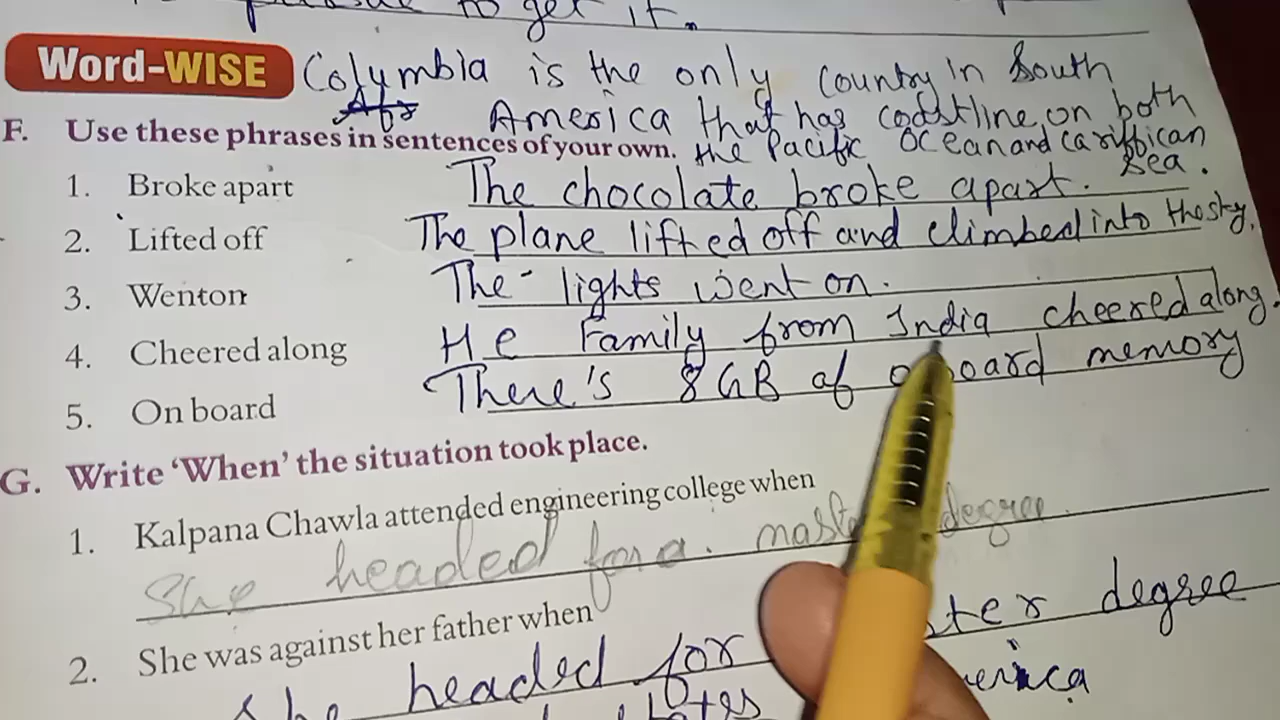 to get it.
Word-WISE Columbia is the only country in South
America that has coastline on both
F. Use these phrases in sentences of your own. the Pacific Ocean and cariffican
sea.
1. Broke apart The chocolate broke apart.
2. Lifted off The plane lifted off and climbed into the sky.
3. Wenton The lights went on.
4. Cheered along He Family from India cheered along.
5. On board There's 8 GB of board memory
G. Write 'When' the situation took place.
1. Kalpana Chawla attended engineering college when
She headed for a. degree.
2. She was against her father when
She headed for degree